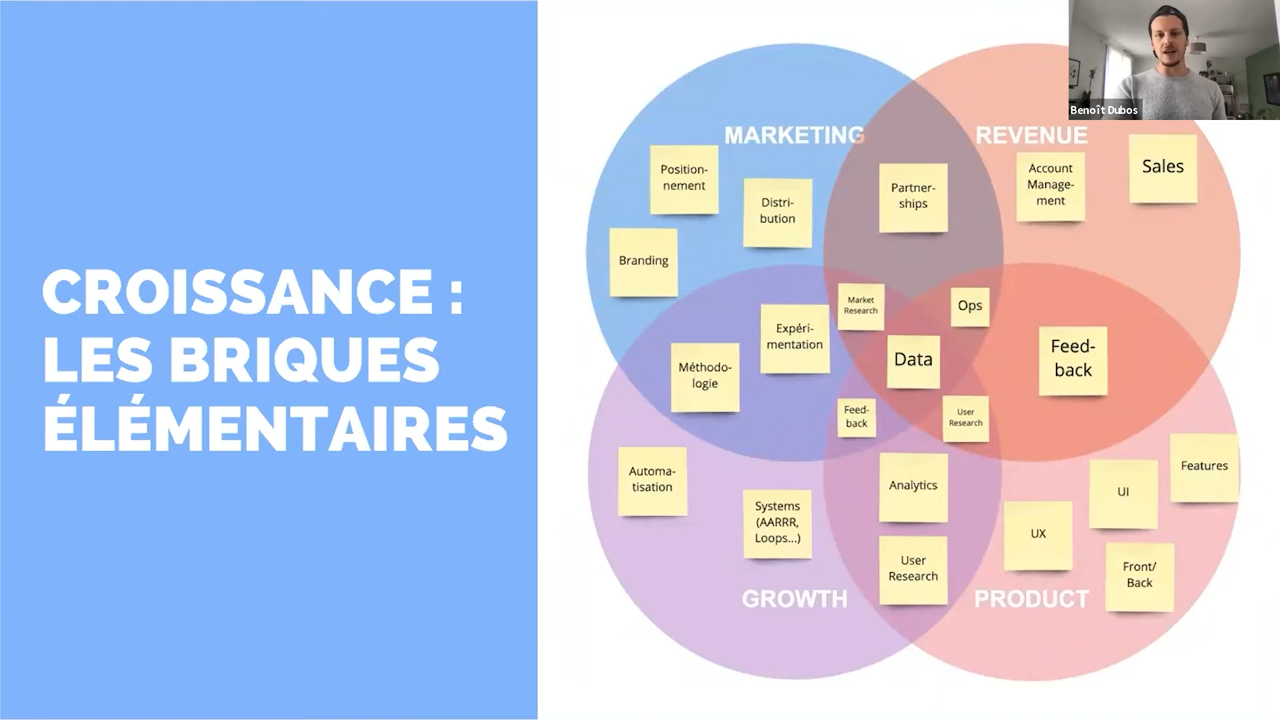 CROISSANCE :
LES BRIQUES
ÉLÉMENTAIRES
MARKETING
REVENUE
Benoît Dubos
Position-
nement
Distri-
bution
Branding
Partner-
ships
Account
Manage-
ment
Sales
Market
Research
Ops
Expéri-
mentation
Méthodo-
logie
Data
Feed-
back
Feed-
back
User
Research
Automa-
tisation
Systems
(AARRR,
Loops...)
Analytics
User
Research
Features
UI
UX
Front/
Back
GROWTH
PRODUCT